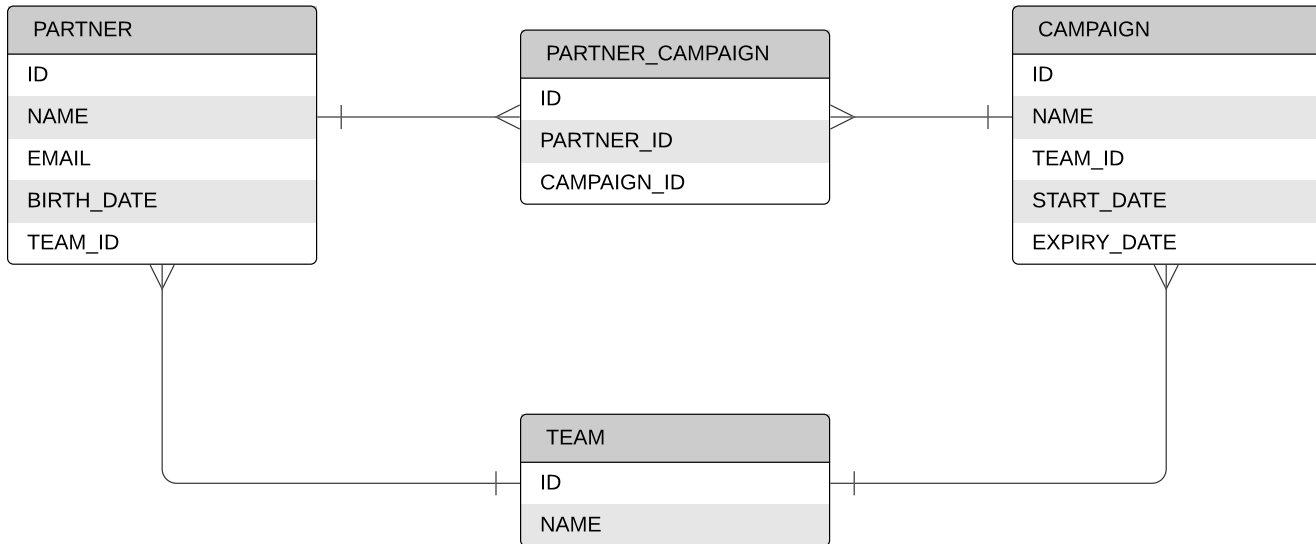 PARTNER
ID
NAME
EMAIL
BIRTH_DATE
TEAM_ID
PARTNER_CAMPAIGN
ID
PARTNER_ID
CAMPAIGN_ID
CAMPAIGN
ID
NAME
TEAM_ID
START_DATE
EXPIRY_DATE
TEAM
ID
NAME